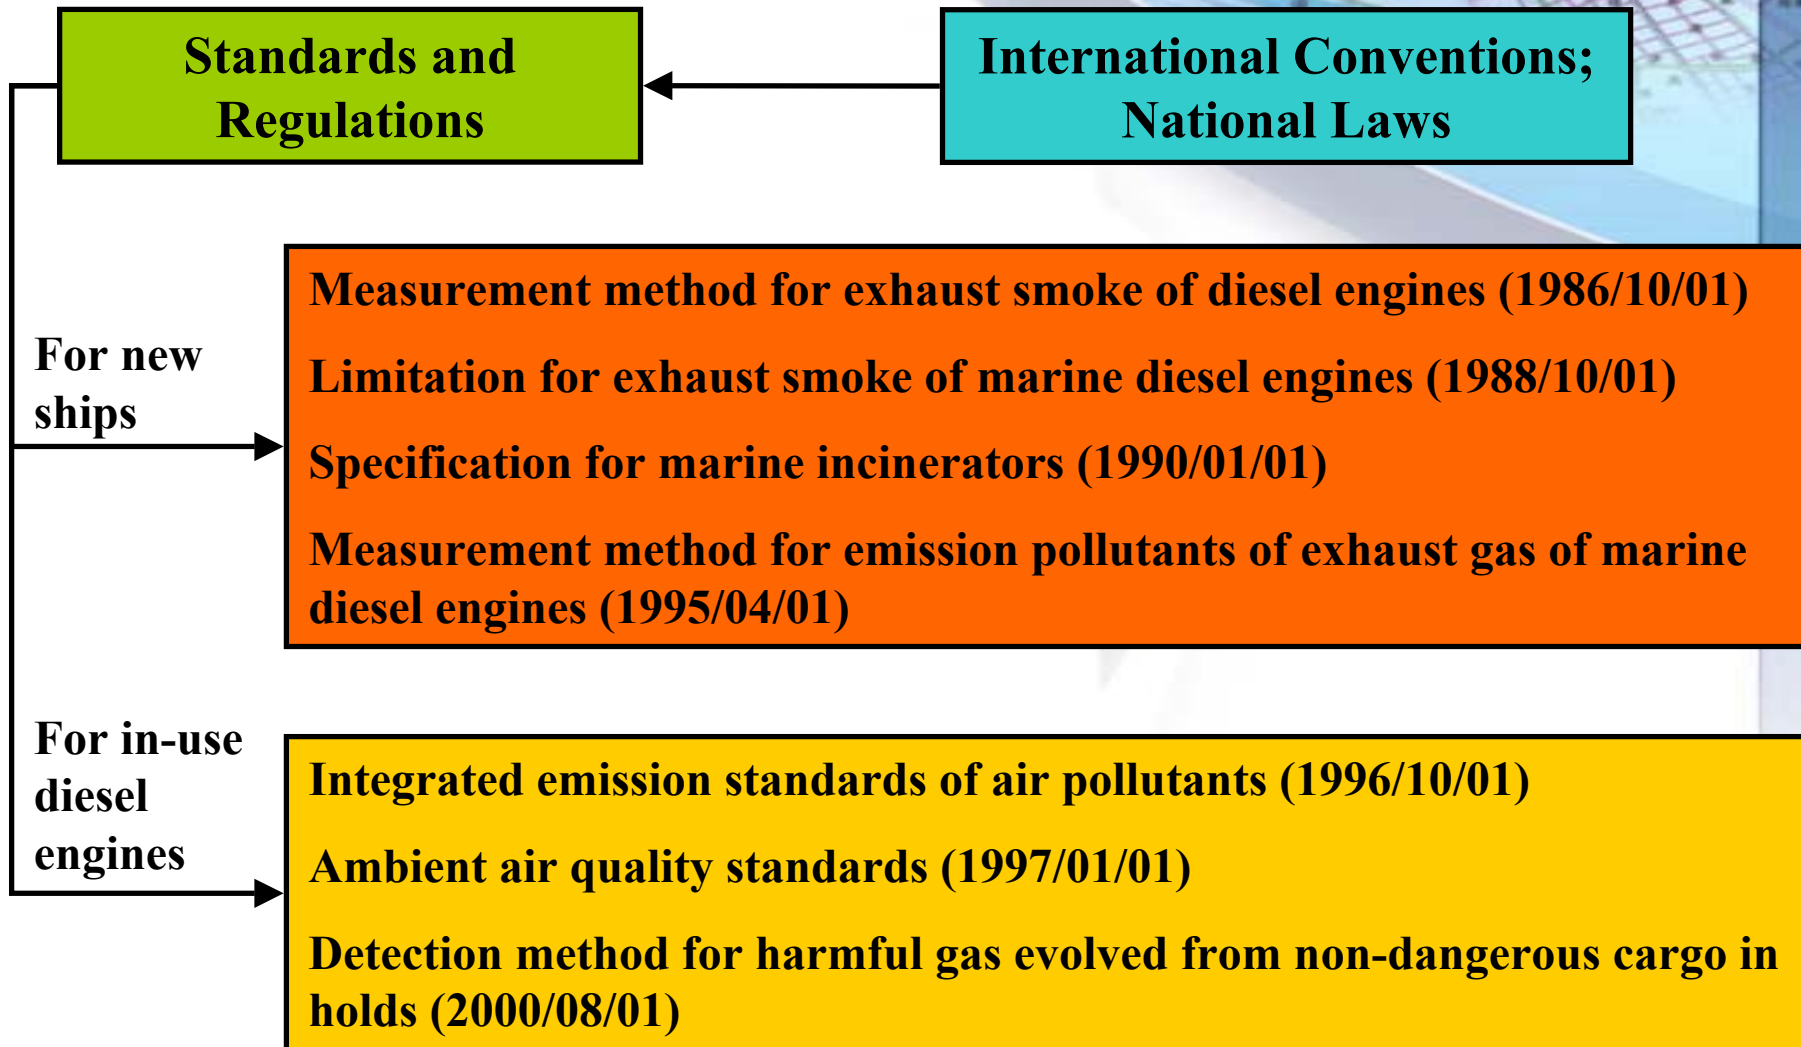 Standards and
Regulations
International Conventions;
National Laws
For new
ships
Measurement method for exhaust smoke of diesel engines (1986/10/01)
Limitation for exhaust smoke of marine diesel engines (1988/10/01)
Specification for marine incinerators (1990/01/01)
Measurement method for emission pollutants of exhaust gas of marine
diesel engines (1995/04/01)
For in-use
diesel
engines
Integrated emission standards of air pollutants (1996/10/01)
Ambient air quality standards (1997/01/01)
Detection method for harmful gas evolved from non-dangerous cargo in
holds (2000/08/01)